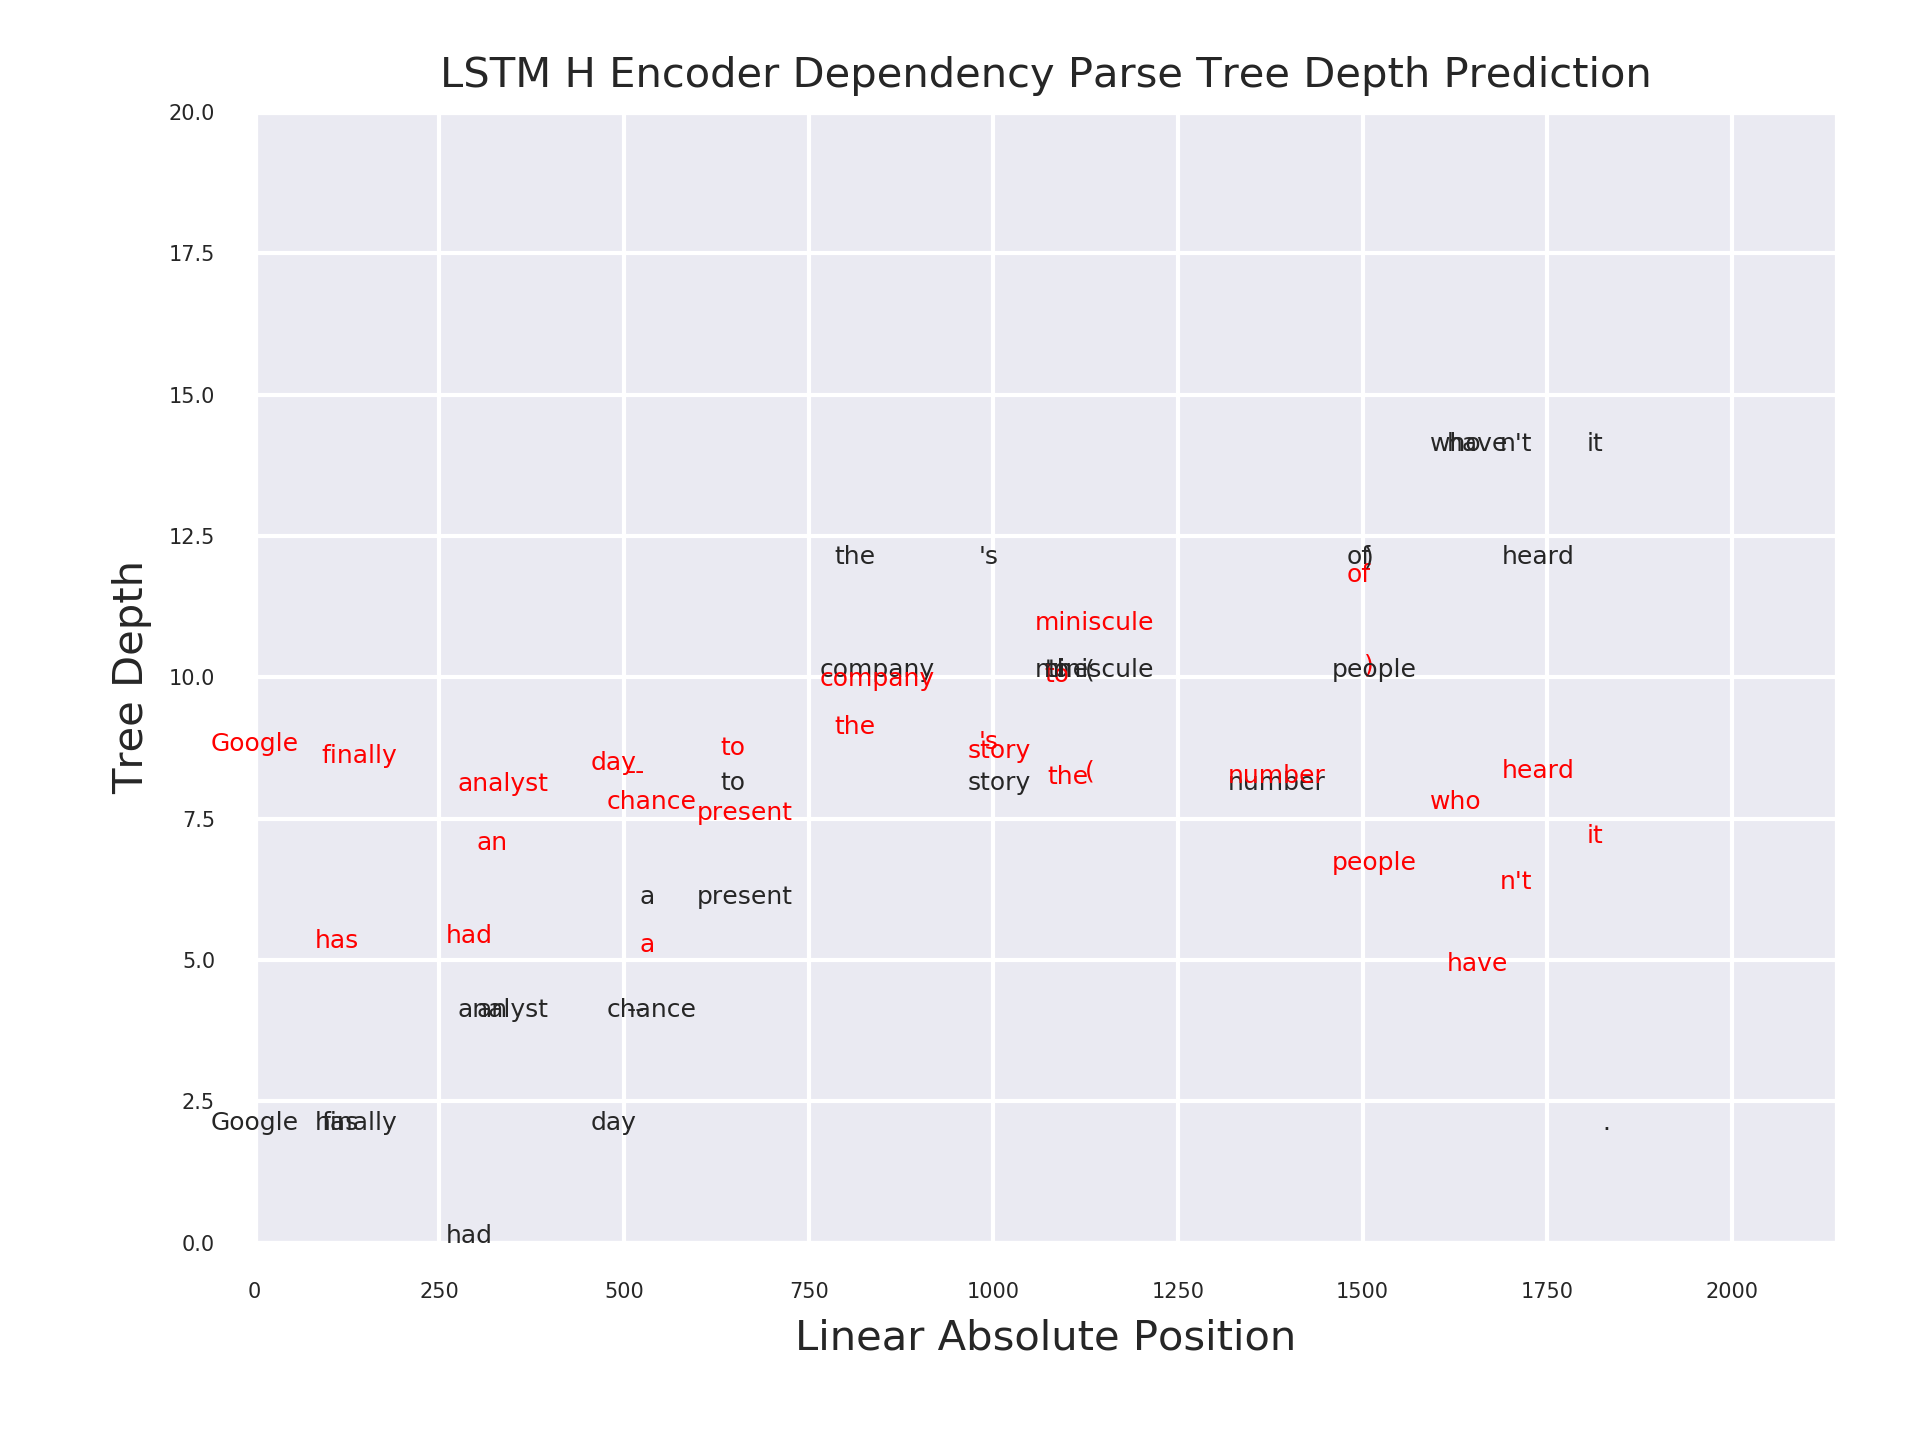 LSTM H Encoder Dependency Parse Tree Depth Prediction
20.0
17.5
15.0
who have n't it
12.5
the 's of ) heard
of
miniscule
company miniscule to the ( people
)
10.0
company to
the
Google 's
to
finally story
day
analyst -- to story the ( number number heard
chance who
present
7.5
an it
people
n't
a present
has had a
5.0
have
analyst an chance --
2.5
Google has finally day .
had
0.0
0 250 500 750 1000 1250 1500 1750 2000
Linear Absolute Position
Tree Depth